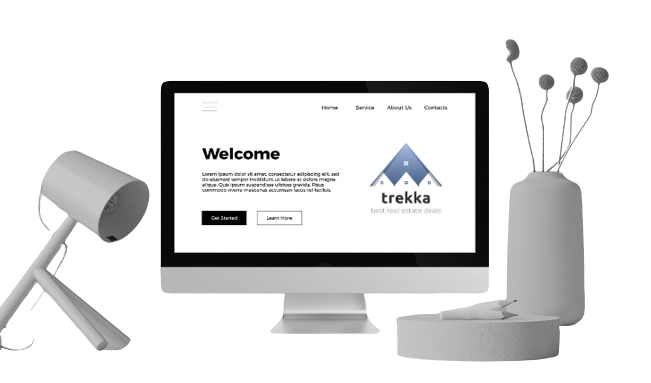 Home Service About Us Contacts
Welcome
Lorem ipsum dolor sit amet, consectetur adipiscing elit, sed
do eiusmod tempor incididunt ut labore et dolore magna
aliqua. Quis ipsum suspendisse ultrices gravida. Risus
commodo viverra maecenas accumsan lacus vel facilisis.
Get Started Learn More
trekka
best real estate deals